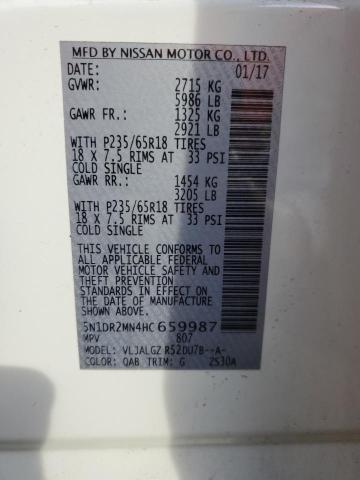 MFD BY NISSAN MOTOR CO., LTD.
DATE: 01/17
GVWR: 2715 KG
5986 LB
GAWR FR: 1325 KG
2921 LB
WITH P235/65R18 TIRES
18 X 7.5 RIMS AT 33 PSI
COLD SINGLE
GAWR RR: 1454 KG
3205 LB
WITH P235/65R18 TIRES
18 X 7.5 RIMS AT 33 PSI
COLD SINGLE
THIS VEHICLE CONFORMS TO
ALL APPLICABLE FEDERAL
MOTOR VEHICLE SAFETY
AND THEFT PREVENTION
STANDARDS IN EFFECT ON
THE DATE OF MANUFACTURE
SHOWN ABOVE.
5N1DR2MN4HC659987
MPV 807
MODEL: VLJALGZ R52DU7B--A-
COLOR: QAB TRIM: G 2S30A